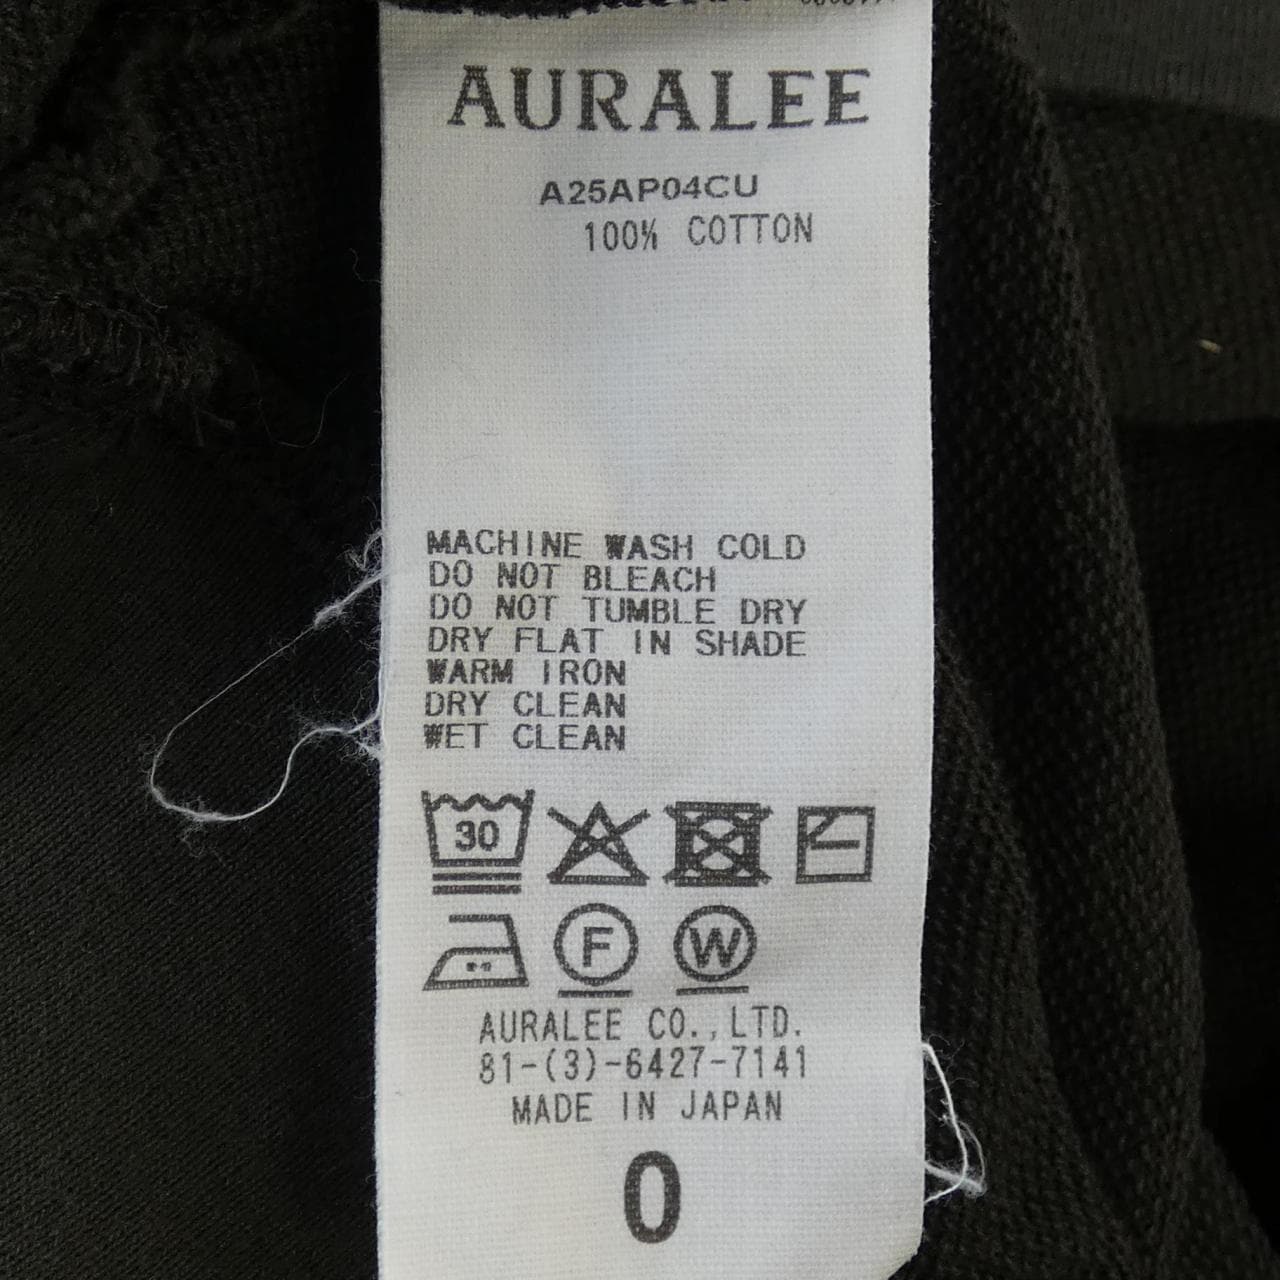 AURALEE
A25AP04CU
100% COTTON
MACHINE WASH COLD
DO NOT BLEACH
DO NOT TUMBLE DRY
DRY FLAT IN SHADE
WARM IRON
DRY CLEAN
WET CLEAN
30
F W
AURALEE CO.,LTD.
81-(3)-6427-7141
MADE IN JAPAN
0